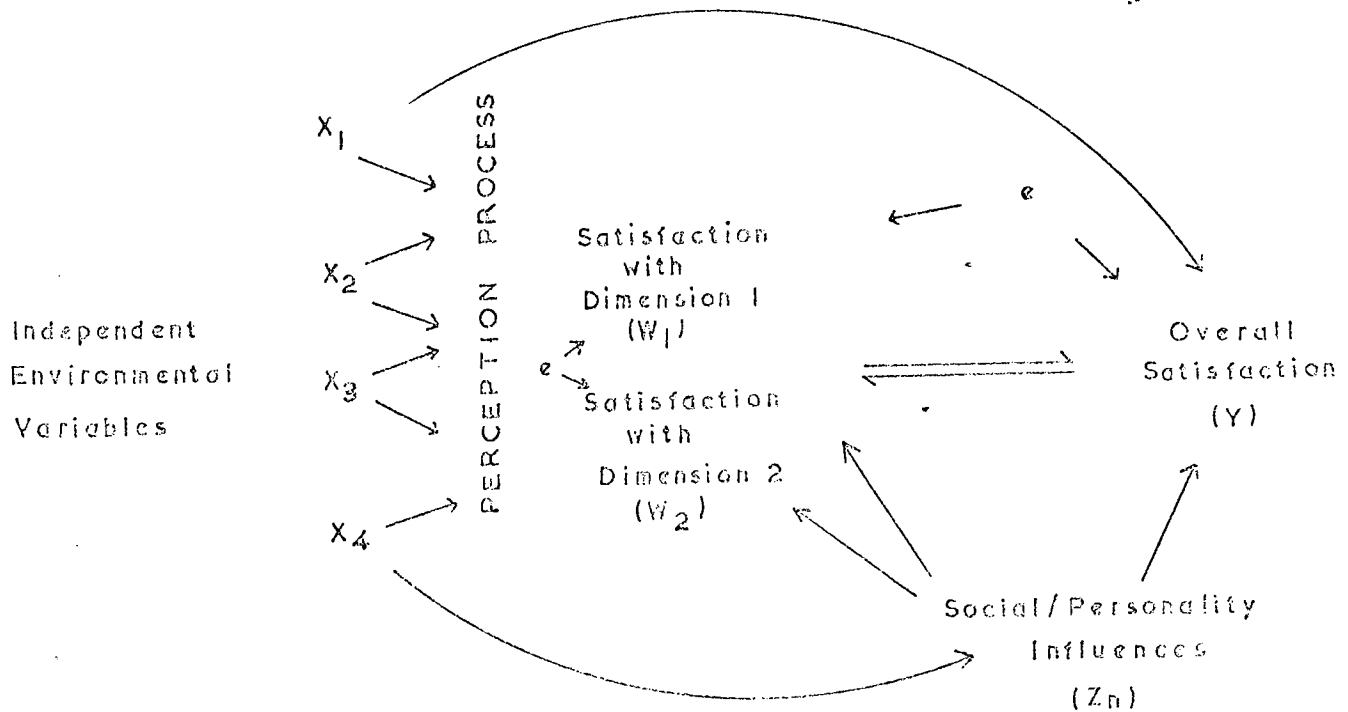 Independent
Environmental
Variables
X1
X2
X3
X4
PERCEPTION PROCESS
e
Satisfaction
with
Dimension 1
(W1)
Satisfaction
with
Dimension 2
(W2)
e
Overall
Satisfaction
(Y)
Social/Personality
Influences
(Zn)